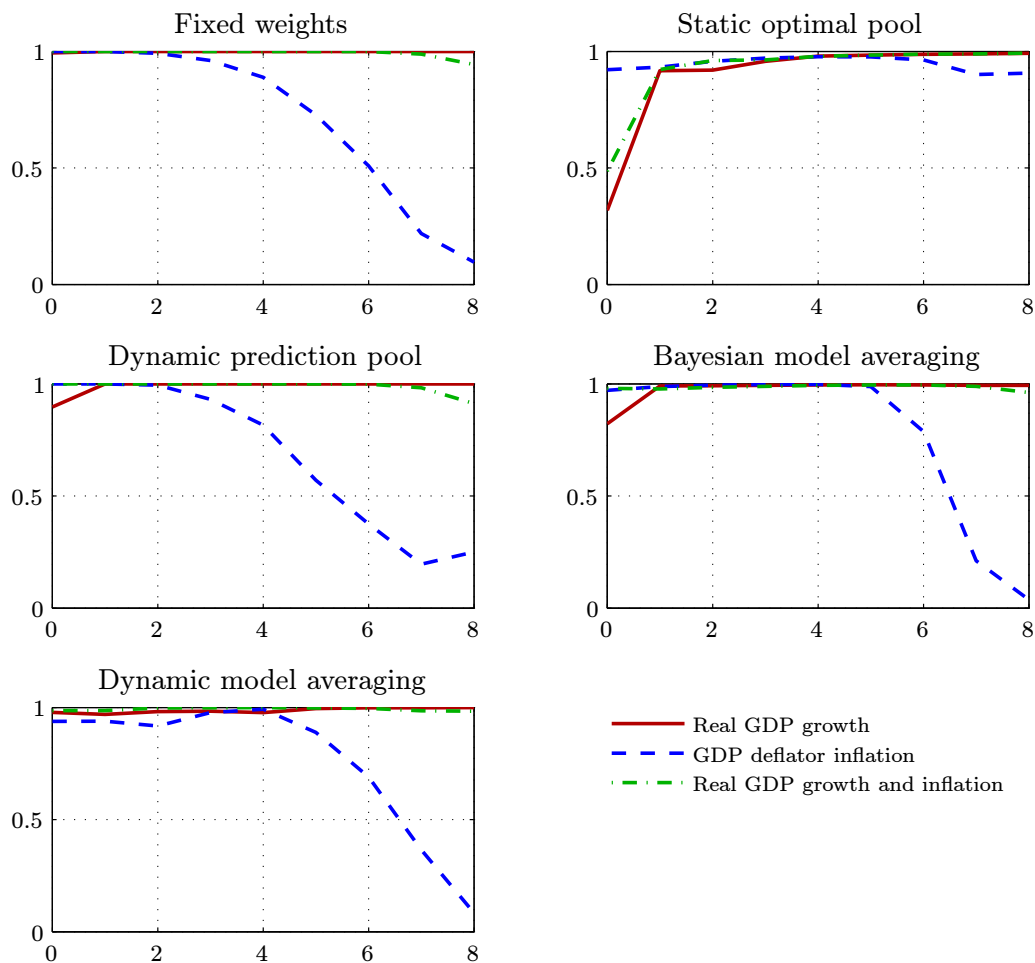 Fixed weights
1
0.5
0
0 2 4 6 8
Static optimal pool
1
0.5
0
0 2 4 6 8
Dynamic prediction pool
1
0.5
0
0 2 4 6 8
Bayesian model averaging
1
0.5
0
0 2 4 6 8
Dynamic model averaging
1
0.5
0
0 2 4 6 8
Real GDP growth
GDP deflator inflation
Real GDP growth and inflation